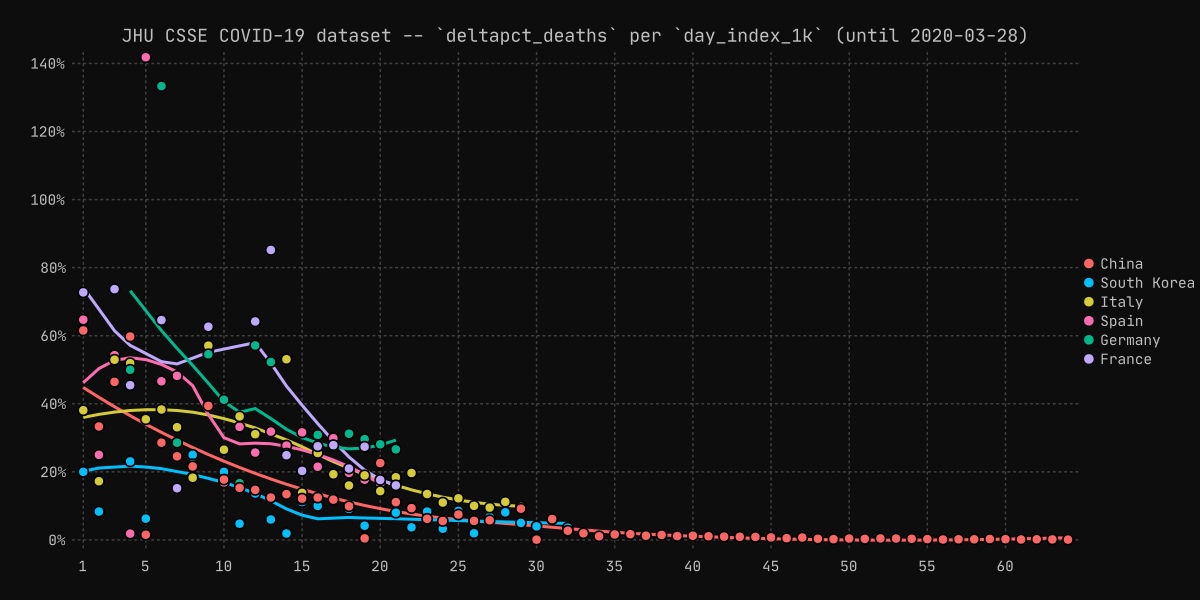 JHU CSSE COVID-19 dataset -- `deltapct_deaths` per `day_index_1k` (until 2020-03-28)
140%
120%
100%
80%
60%
40%
20%
0%
1 5 10 15 20 25 30 35 40 45 50 55 60
China
South Korea
Italy
Spain
Germany
France